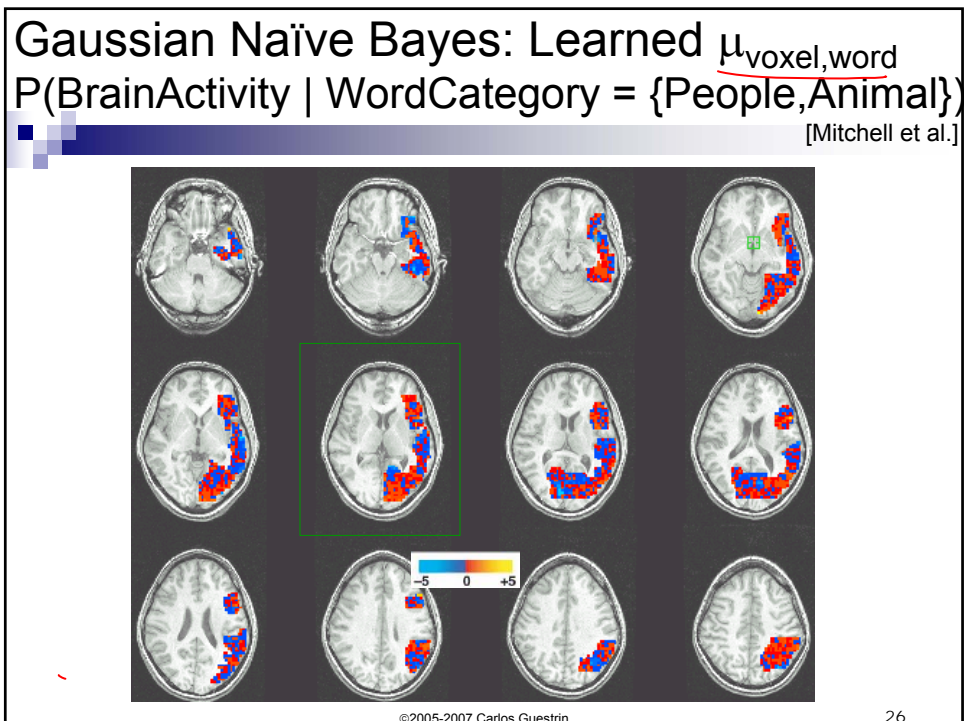 Gaussian Naïve Bayes: Learned μvoxel,word
P(BrainActivity | WordCategory = {People,Animal})
[Mitchell et al.]
-5 0 +5
©2005-2007 Carlos Guestrin 26